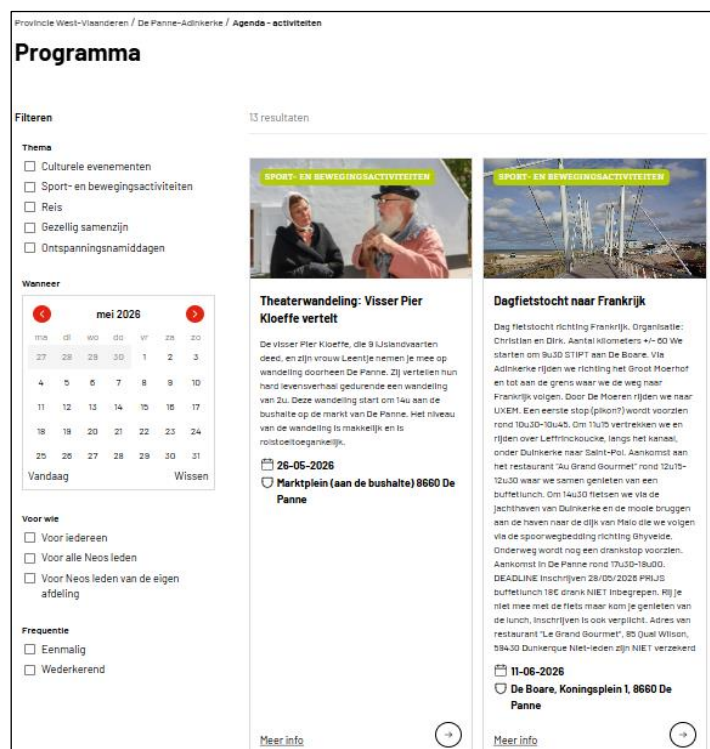 Provincie West-Vlaanderen / De Panne-Adinkerke / Agenda - activiteiten
Programma
Filteren
13 resultaten
Thema
Culturele evenementen
Sport- en bewegingsactiviteiten
Reis
Gezellig samenzijn
Ontspanningsnamiddagen
Wanneer
mei 2026
ma di wo do vr za zo
27 28 29 30 1 2 3
4 5 6 7 8 9 10
11 12 13 14 15 16 17
18 19 20 21 22 23 24
25 26 27 28 29 30 31
Vandaag Wissen
Voor wie
Voor iedereen
Voor alle Neos leden
Voor Neos leden van de eigen
afdeling
Frequentie
Eenmalig
Wederkerend
SPORT- EN BEWEGINGSACTIVITEITEN
Theaterwandeling: Visser Pier
Kloeffe vertelt
De visser Pier Kloeffe, die 9 IJslandvaarten
deed, en zijn vrouw Leentje nemen je mee op
wandeling doorheen De Panne. Zij vertellen hun
hard levensverhaal gedurende een wandeling
van 2u. Deze wandeling start om 14u aan de
bushalte op de markt van De Panne. Het niveau
van de wandeling is makkelijk en is
rolstoeltoegankelijk.
26-05-2026
Marktplein (aan de bushalte) 8660 De
Panne
Meer info
SPORT- EN BEWEGINGSACTIVITEITEN
Dagfietstocht naar Frankrijk
Dag fietstocht richting Frankrijk. Organisatie:
Christian en Dirk. Aantal kilometers +/- 60 We
starten om 9u30 STIPT aan De Boare. Via
Adinkerke rijden we richting het Groot Moerhof
en tot aan de grens waar we de weg naar
Frankrijk volgen. Door De Moeren rijden we naar
UXEM. Een eerste stop (pikon?) wordt voorzien
rond 10u30-10u45. Om 11u15 vertrekken we en
rijden over Leffrinckoucke, langs het kanaal,
onder Duinkerke naar Saint-Pol. Aankomst aan
het restaurant "Au Grand Gourmet" rond 12u15-
12u30 waar we samen genieten van een
buffetlunch. Om 14u30 fietsen we via de
jachthaven van Duinkerke en de mooie bruggen
aan de haven naar de dijk van Malo die we volgen
via de spoorwegbedding richting Ghyvelde.
Onderweg wordt nog een drankstop voorzien.
Aankomst in De Panne rond 17u30-18u00.
DEADLINE Inschrijven 28/05/2026 PRIJS
buffetlunch 18€ drank NIET inbegrepen. Rij je
niet mee met de fiets maar kom je genieten van
de lunch, inschrijven is ook verplicht. Adres van
restaurant "Le Grand Gourmet", 85 Quai Wilson,
59430 Dunkerque Niet-leden zijn NIET verzekerd
11-06-2026
De Boare, Koningsplein 1, 8660 De
Panne
Meer info